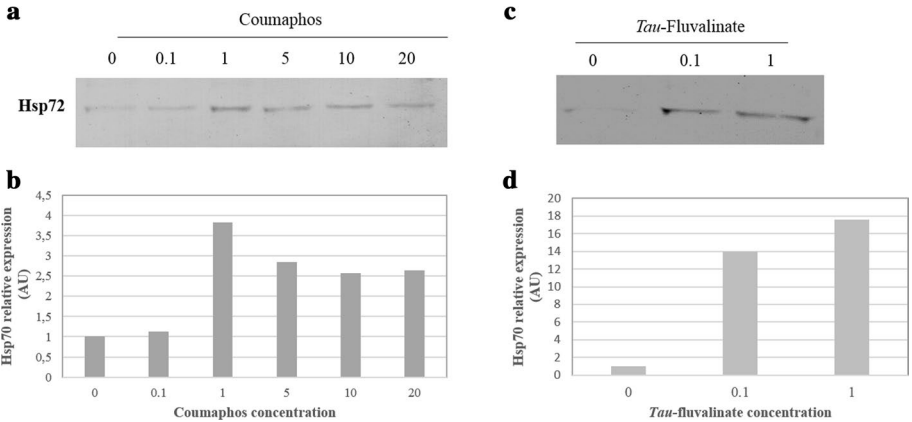 a
Coumaphos
0 0.1 1 5 10 20
Hsp72
b
Hsp70 relative expression
(AU)
4,5
4
3,5
3
2,5
2
1,5
1
0,5
0
0 0.1 1 5 10 20
Coumaphos concentration
c
Tau-Fluvalinate
0 0.1 1
d
Hsp70 relative expression
(AU)
20
18
16
14
12
10
8
6
4
2
0
0 0.1 1
Tau-fluvalinate concentration